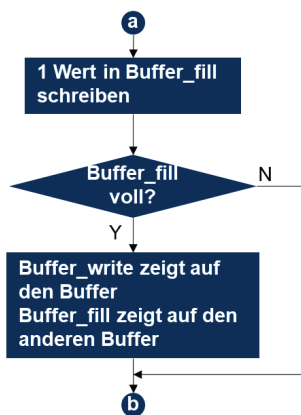 a
1 Wert in Buffer_fill
schreiben
Buffer_fill
voll?
N
Y
Buffer_write zeigt auf
den Buffer
Buffer_fill zeigt auf den
anderen Buffer
b